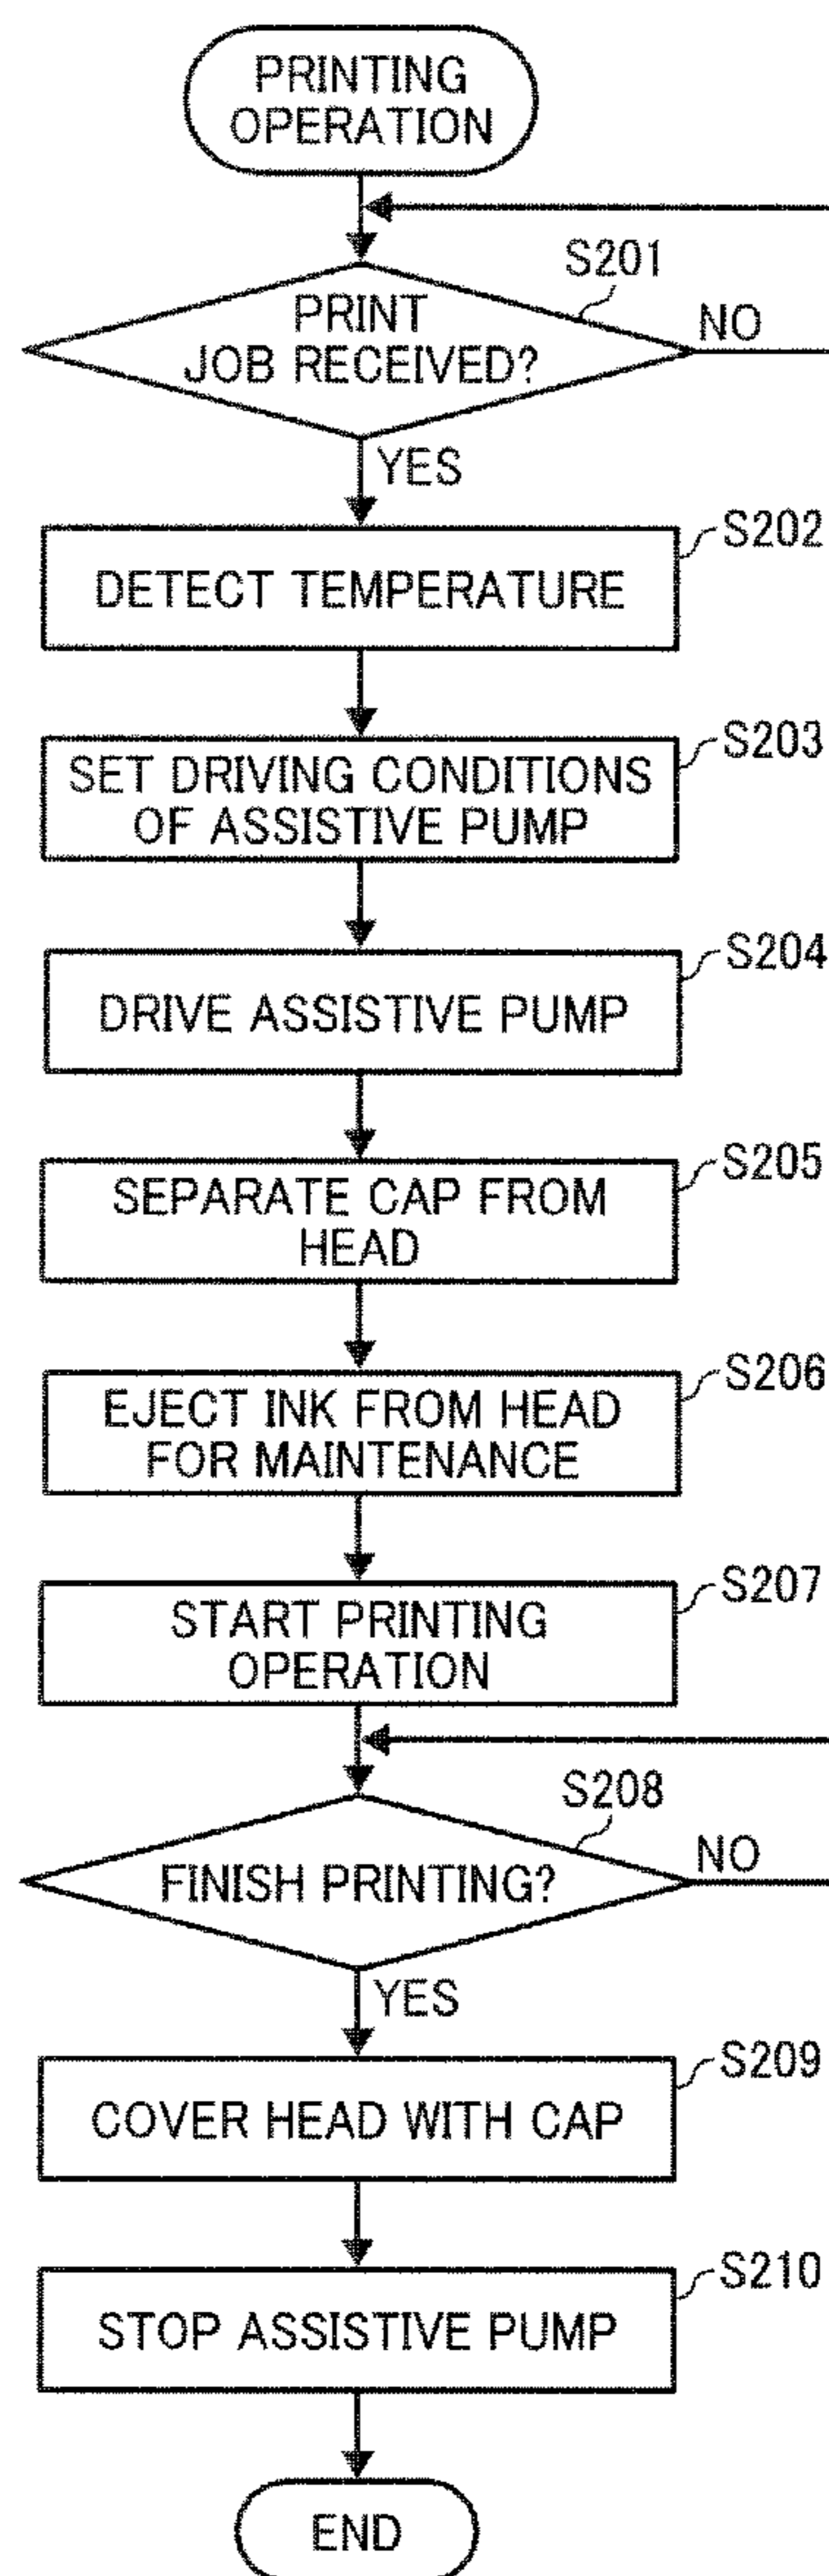 PRINTING
OPERATION
S201
PRINT
JOB RECEIVED?
NO
YES
S202
DETECT TEMPERATURE
S203
SET DRIVING CONDITIONS
OF ASSISTIVE PUMP
S204
DRIVE ASSISTIVE PUMP
S205
SEPARATE CAP FROM
HEAD
S206
EJECT INK FROM HEAD
FOR MAINTENANCE
S207
START PRINTING
OPERATION
S208
FINISH PRINTING?
NO
YES
S209
COVER HEAD WITH CAP
S210
STOP ASSISTIVE PUMP
END